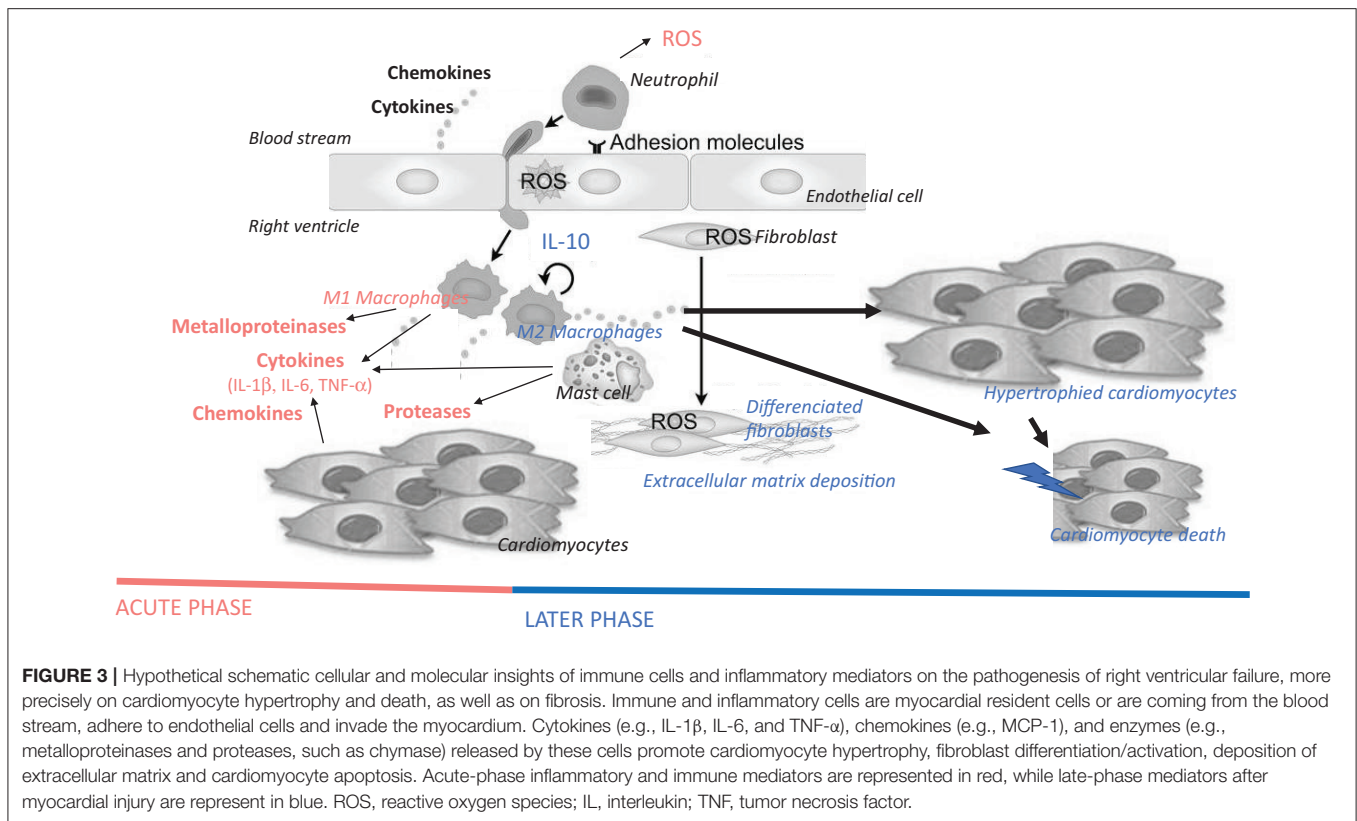 ROS
Chemokines
Neutrophil
Cytokines
Blood stream
Adhesion molecules
ROS
Endothelial cell
Right ventricle
IL-10
ROS Fibroblast
M1 Macrophages
Metalloproteinases
M2 Macrophages
Cytokines
(IL-1β, IL-6, TNF-α)
Mast cell
Hypertrophied cardiomyocytes
Chemokines
Proteases
ROS
Differenciated
fibroblasts
Extracellular matrix deposition
Cardiomyocyte death
Cardiomyocytes
ACUTE PHASE
LATER PHASE
FIGURE 3 | Hypothetical schematic cellular and molecular insights of immune cells and inflammatory mediators on the pathogenesis of right ventricular failure, more
precisely on cardiomyocyte hypertrophy and death, as well as on fibrosis. Immune and inflammatory cells are myocardial resident cells or are coming from the blood
stream, adhere to endothelial cells and invade the myocardium. Cytokines (e.g., IL-1β, IL-6, and TNF-α), chemokines (e.g., MCP-1), and enzymes (e.g.,
metalloproteinases and proteases, such as chymase) released by these cells promote cardiomyocyte hypertrophy, fibroblast differentiation/activation, deposition of
extracellular matrix and cardiomyocyte apoptosis. Acute-phase inflammatory and immune mediators are represented in red, while late-phase mediators after
myocardial injury are represent in blue. ROS, reactive oxygen species; IL, interleukin; TNF, tumor necrosis factor.